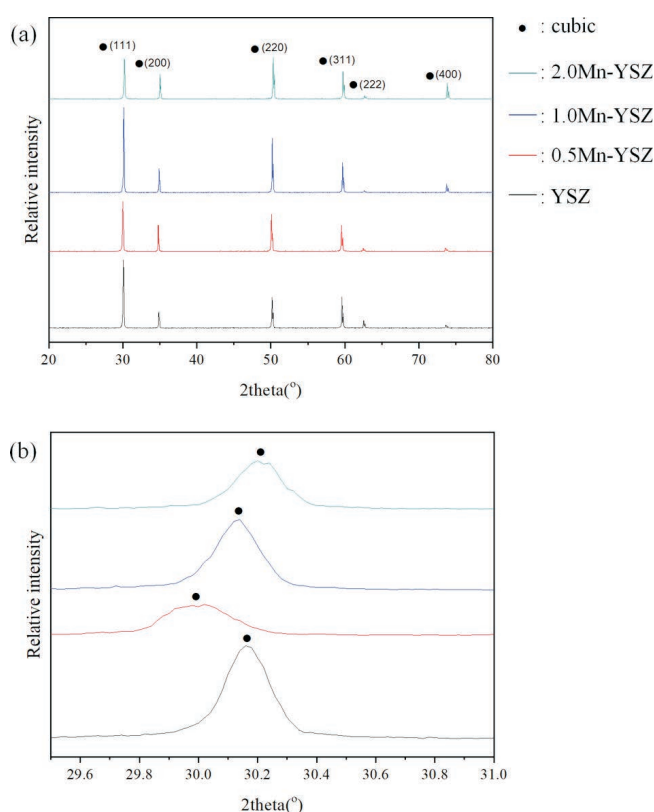 (a)
(111)
(200)
(220)
(311)
(222)
(400)
: cubic
: 2.0Mn-YSZ
: 1.0Mn-YSZ
: 0.5Mn-YSZ
: YSZ
Relative intensity
20 30 40 50 60 70 80
2theta(°)
(b)
Relative intensity
29.6 29.8 30.0 30.2 30.4 30.6 30.8 31.0
2theta(°)